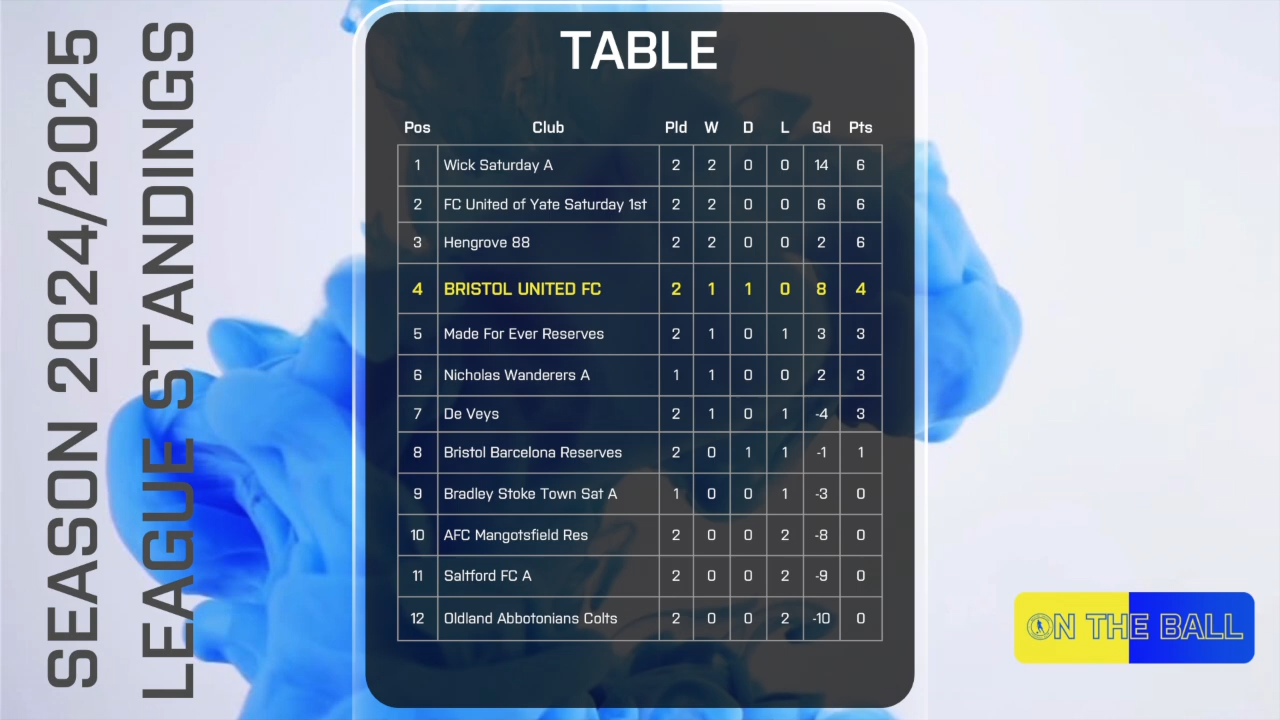 SEASON 2024/2025
LEAGUE STANDINGS
TABLE
Pos Club Pld W D L Gd Pts
1 Wick Saturday A 2 2 0 0 14 6
2 FC United of Yate Saturday 1st 2 2 0 0 6 6
3 Hengrove 88 2 2 0 0 2 6
4 BRISTOL UNITED FC 2 1 1 0 8 4
5 Made For Ever Reserves 2 1 0 1 3 3
6 Nicholas Wanderers A 1 1 0 0 2 3
7 De Veys 2 1 0 1 -4 3
8 Bristol Barcelona Reserves 2 0 1 1 -1 1
9 Bradley Stoke Town Sat A 1 0 0 1 -3 0
10 AFC Mangotsfield Res 2 0 0 2 -8 0
11 Saltford FC A 2 0 0 2 -9 0
12 Oldland Abbotonians Colts 2 0 0 2 -10 0
ON THE BALL